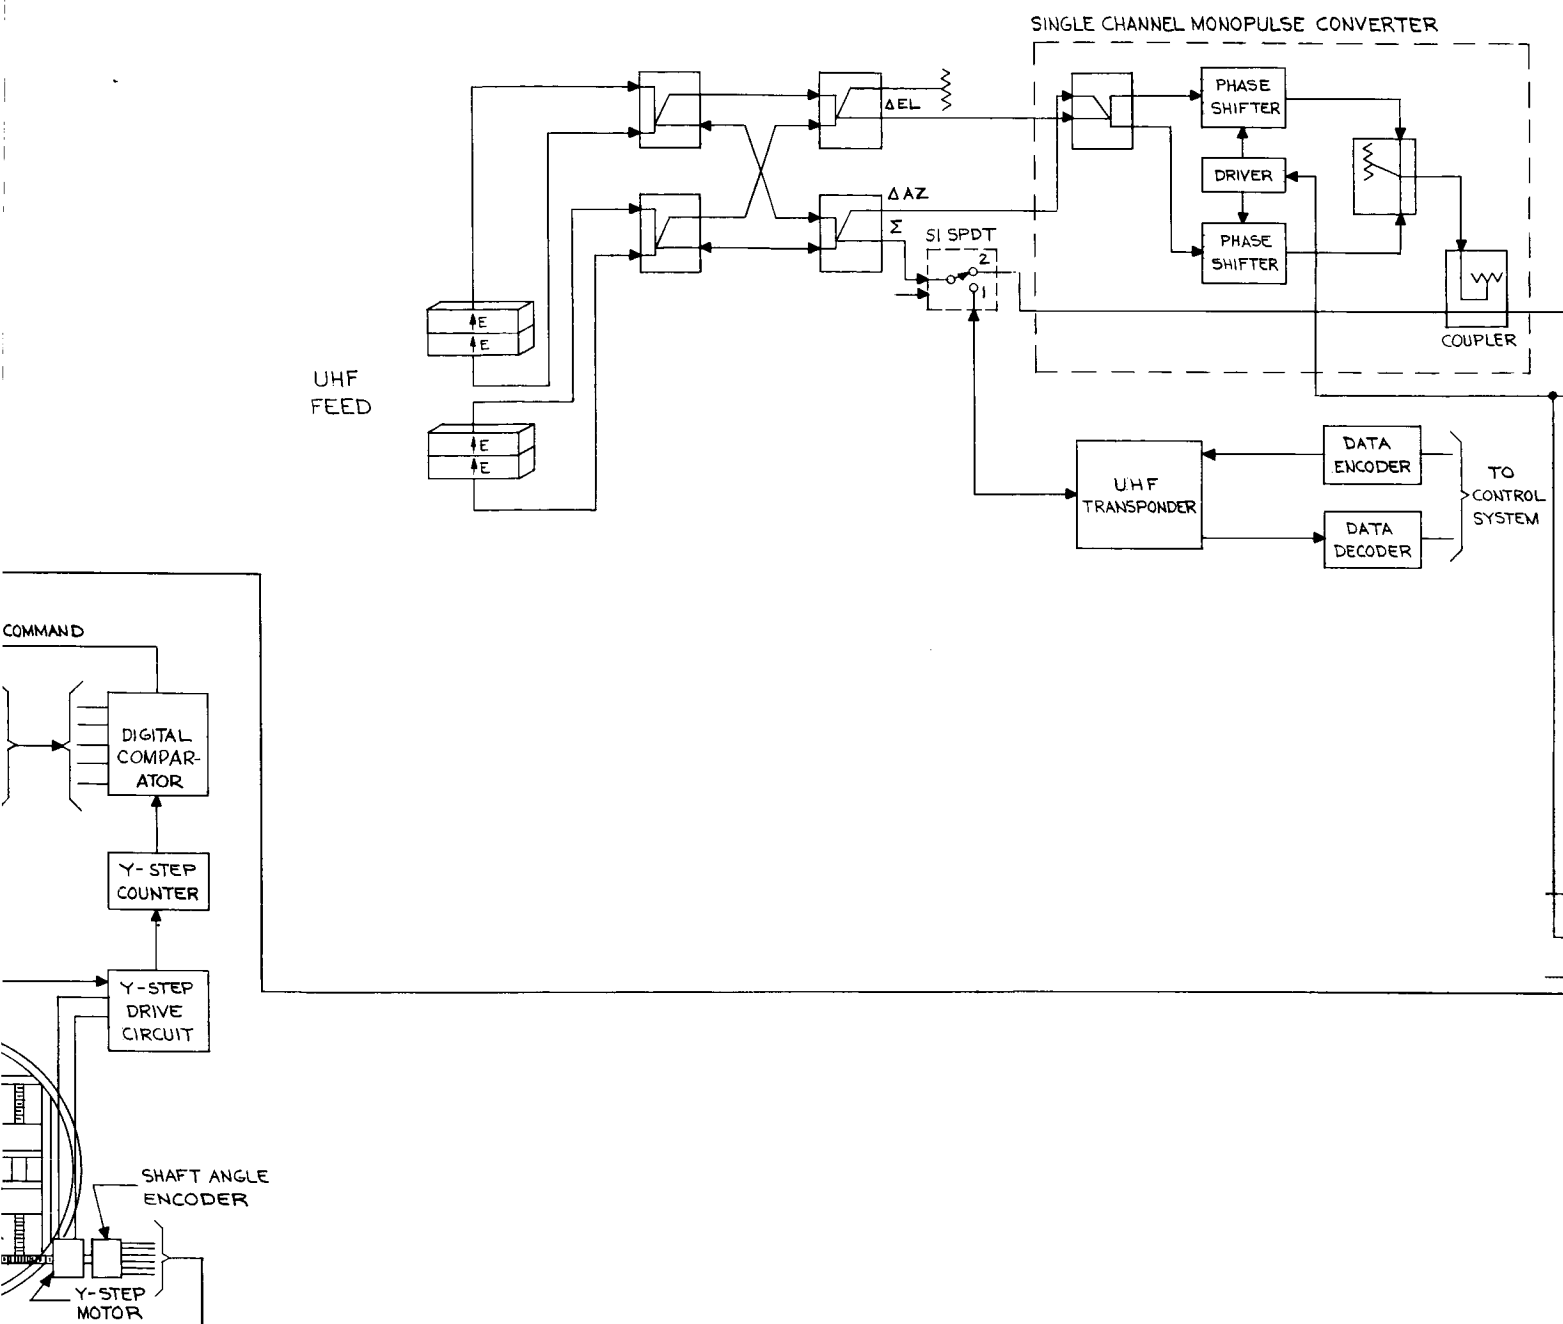 SINGLE CHANNEL MONOPULSE CONVERTER
PHASE
SHIFTER
ΔEL
DRIVER
ΔAZ
Σ
SI SPDT
2
1
PHASE
SHIFTER
E
E
COUPLER
UHF
FEED
E
E
DATA
ENCODER
UHF
TRANSPONDER
TO
CONTROL
SYSTEM
DATA
DECODER
COMMAND
DIGITAL
COMPAR-
ATOR
Y-STEP
COUNTER
Y-STEP
DRIVE
CIRCUIT
SHAFT ANGLE
ENCODER
Y-STEP
MOTOR